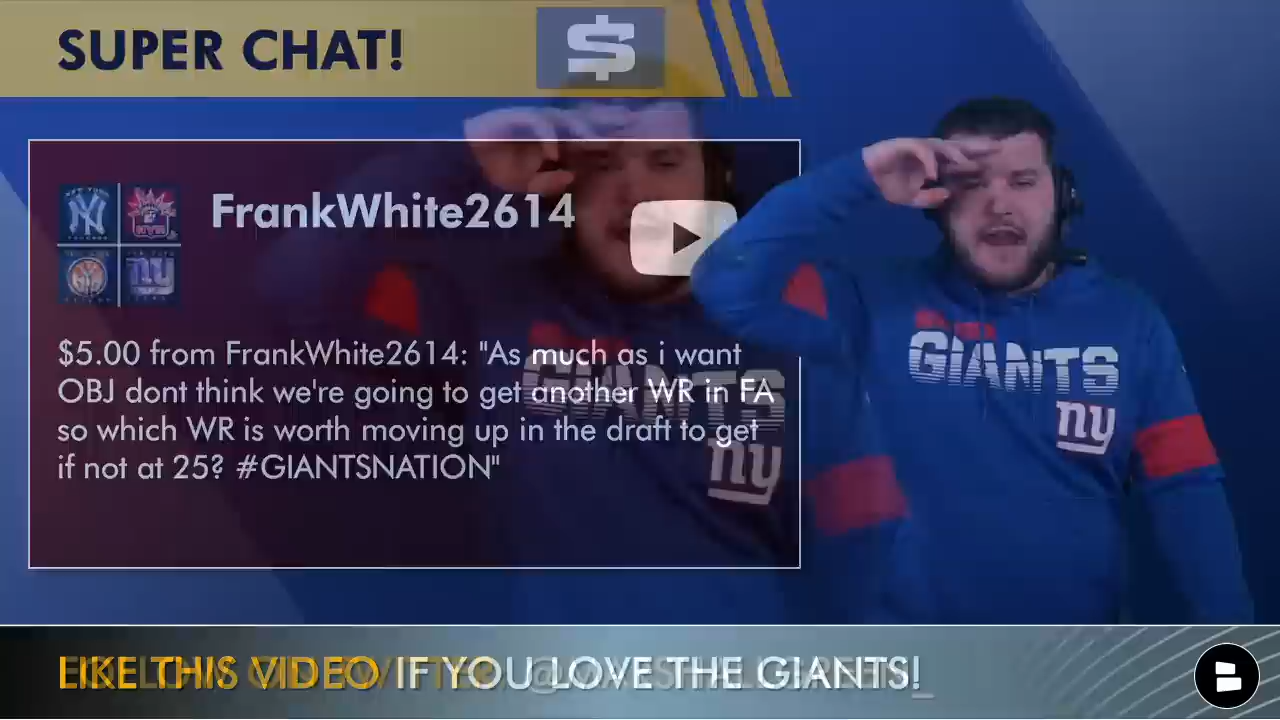 SUPER CHAT!
$
FrankWhite2614
$5.00 from FrankWhite2614: "As much as i want
OBJ dont think we're going to get another WR in FA
so which WR is worth moving up in the draft to get
if not at 25? #GIANTSNATION"
GIANTS
ny
GIANTS
ny
LIKE THIS VIDEO IF YOU LOVE THE GIANTS!